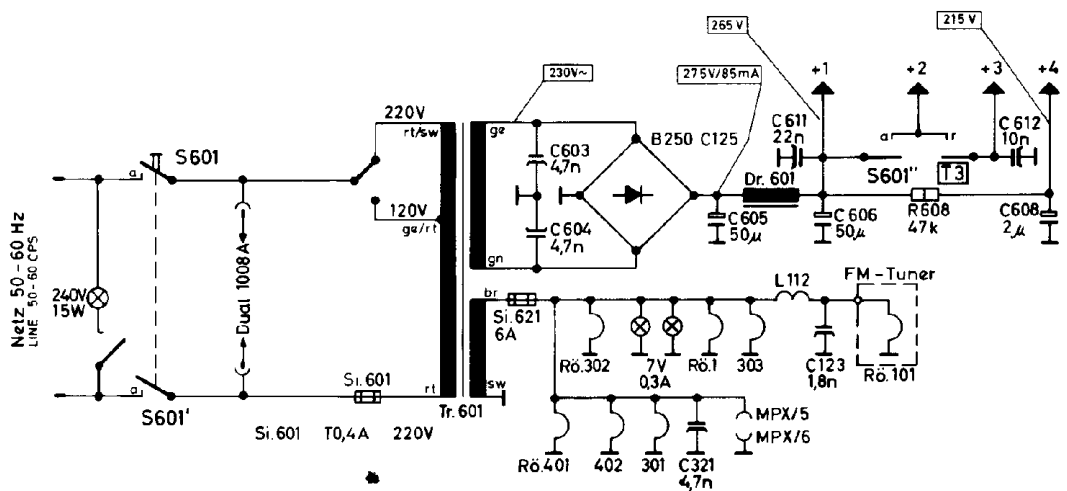 265 V
215 V
+1
+2
+3
+4
230V~
275V/85mA
220V
rt/sw
ge
C 611
22n
a
r
C 612
10n
S601
C603
4,7n
B250 C125
S601''
T3
a
Dr. 601
120V
ge/rt
C604
4,7n
C605
50µ
C 606
50µ
R608
47k
C608
2µ
gn
Netz 50-60 Hz
LINE 50-60 CPS
240V
15W
Dual 1008A
br
Si.621
6A
L112
FM-Tuner
Rö.302
7V
0,3A
Rö.1
303
C123
1,8n
Rö.101
a
S601'
Si.601
rt
Tr.601
sw
Si.601 T0,4A 220V
MPX/5
MPX/6
Rö.401
402
301
C321
4,7n